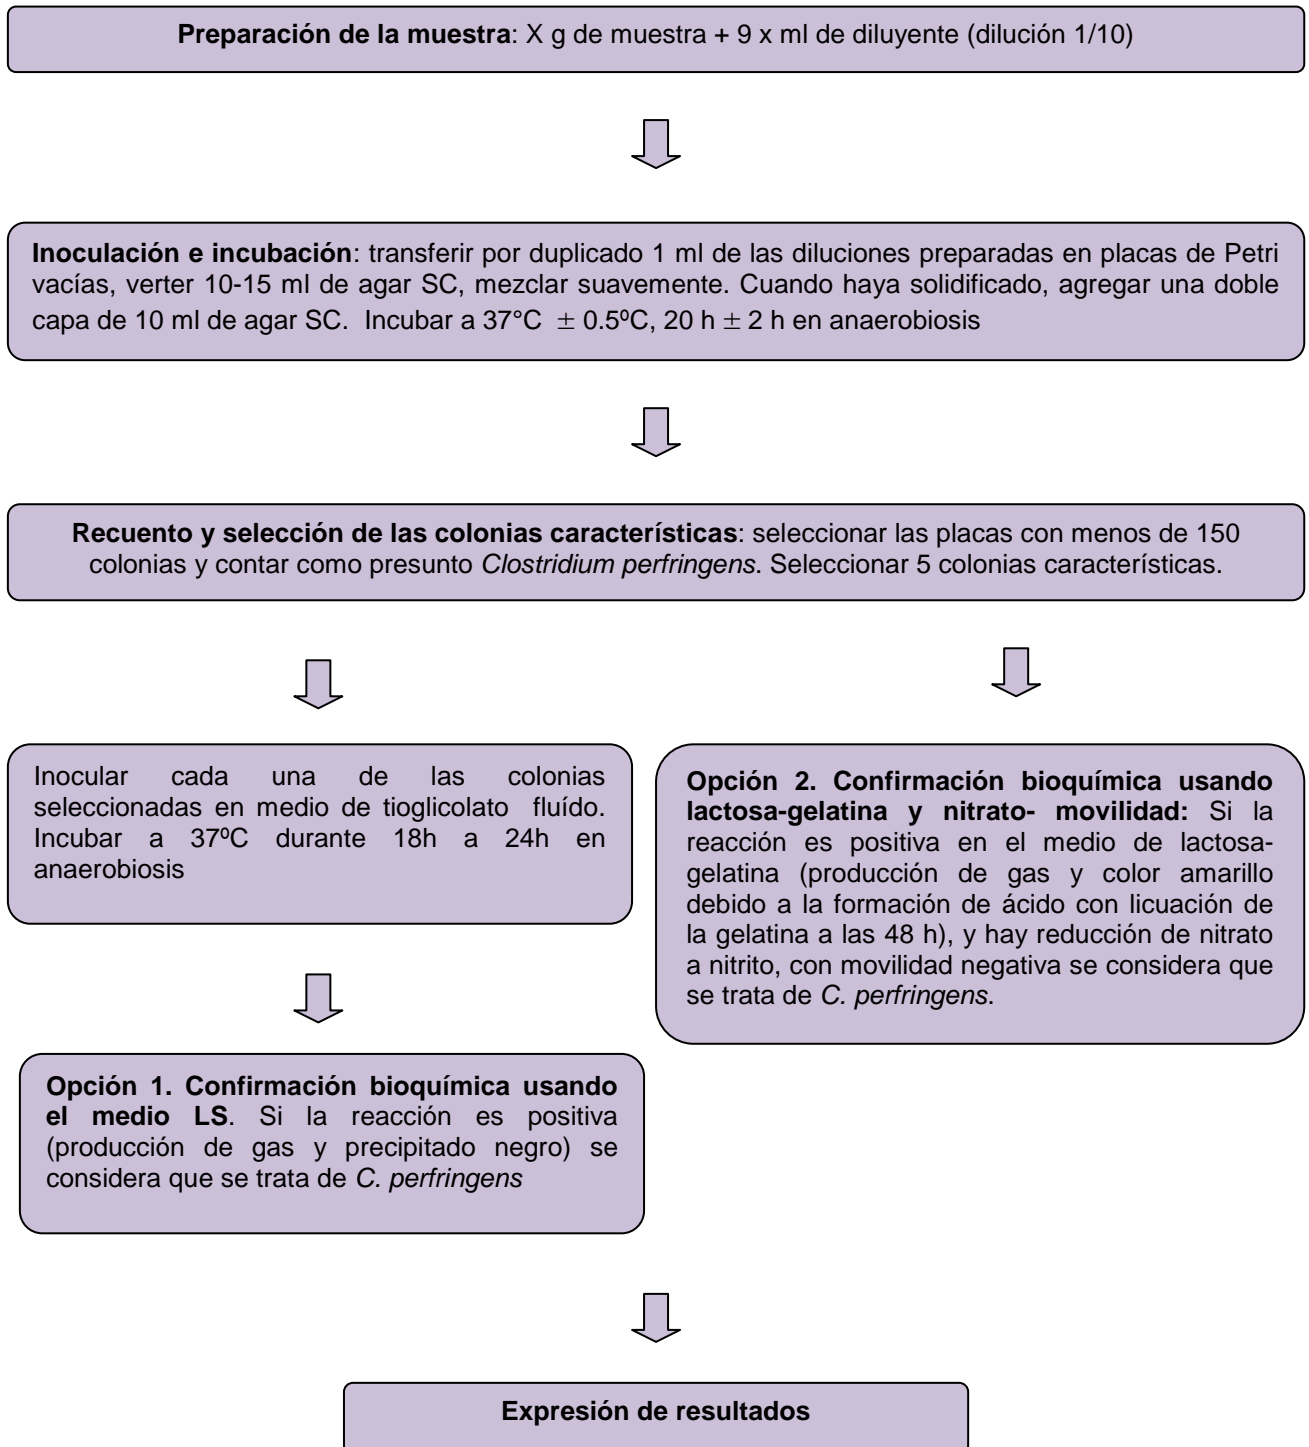 Preparación de la muestra: X g de muestra + 9 x ml de diluyente (dilución 1/10)
Inoculación e incubación: transferir por duplicado 1 ml de las diluciones preparadas en placas de Petri
vacías, verter 10-15 ml de agar SC, mezclar suavemente. Cuando haya solidificado, agregar una doble
capa de 10 ml de agar SC. Incubar a 37°C ± 0.5ºC, 20 h ± 2 h en anaerobiosis
Recuento y selección de las colonias características: seleccionar las placas con menos de 150
colonias y contar como presunto Clostridium perfringens. Seleccionar 5 colonias características.
Inocular cada una de las colonias
seleccionadas en medio de tioglicolato fluído.
Incubar a 37ºC durante 18h a 24h en
anaerobiosis
Opción 2. Confirmación bioquímica usando
lactosa-gelatina y nitrato- movilidad: Si la
reacción es positiva en el medio de lactosa-
gelatina (producción de gas y color amarillo
debido a la formación de ácido con licuación de
la gelatina a las 48 h), y hay reducción de nitrato
a nitrito, con movilidad negativa se considera que
se trata de C. perfringens.
Opción 1. Confirmación bioquímica usando
el medio LS. Si la reacción es positiva
(producción de gas y precipitado negro) se
considera que se trata de C. perfringens
Expresión de resultados